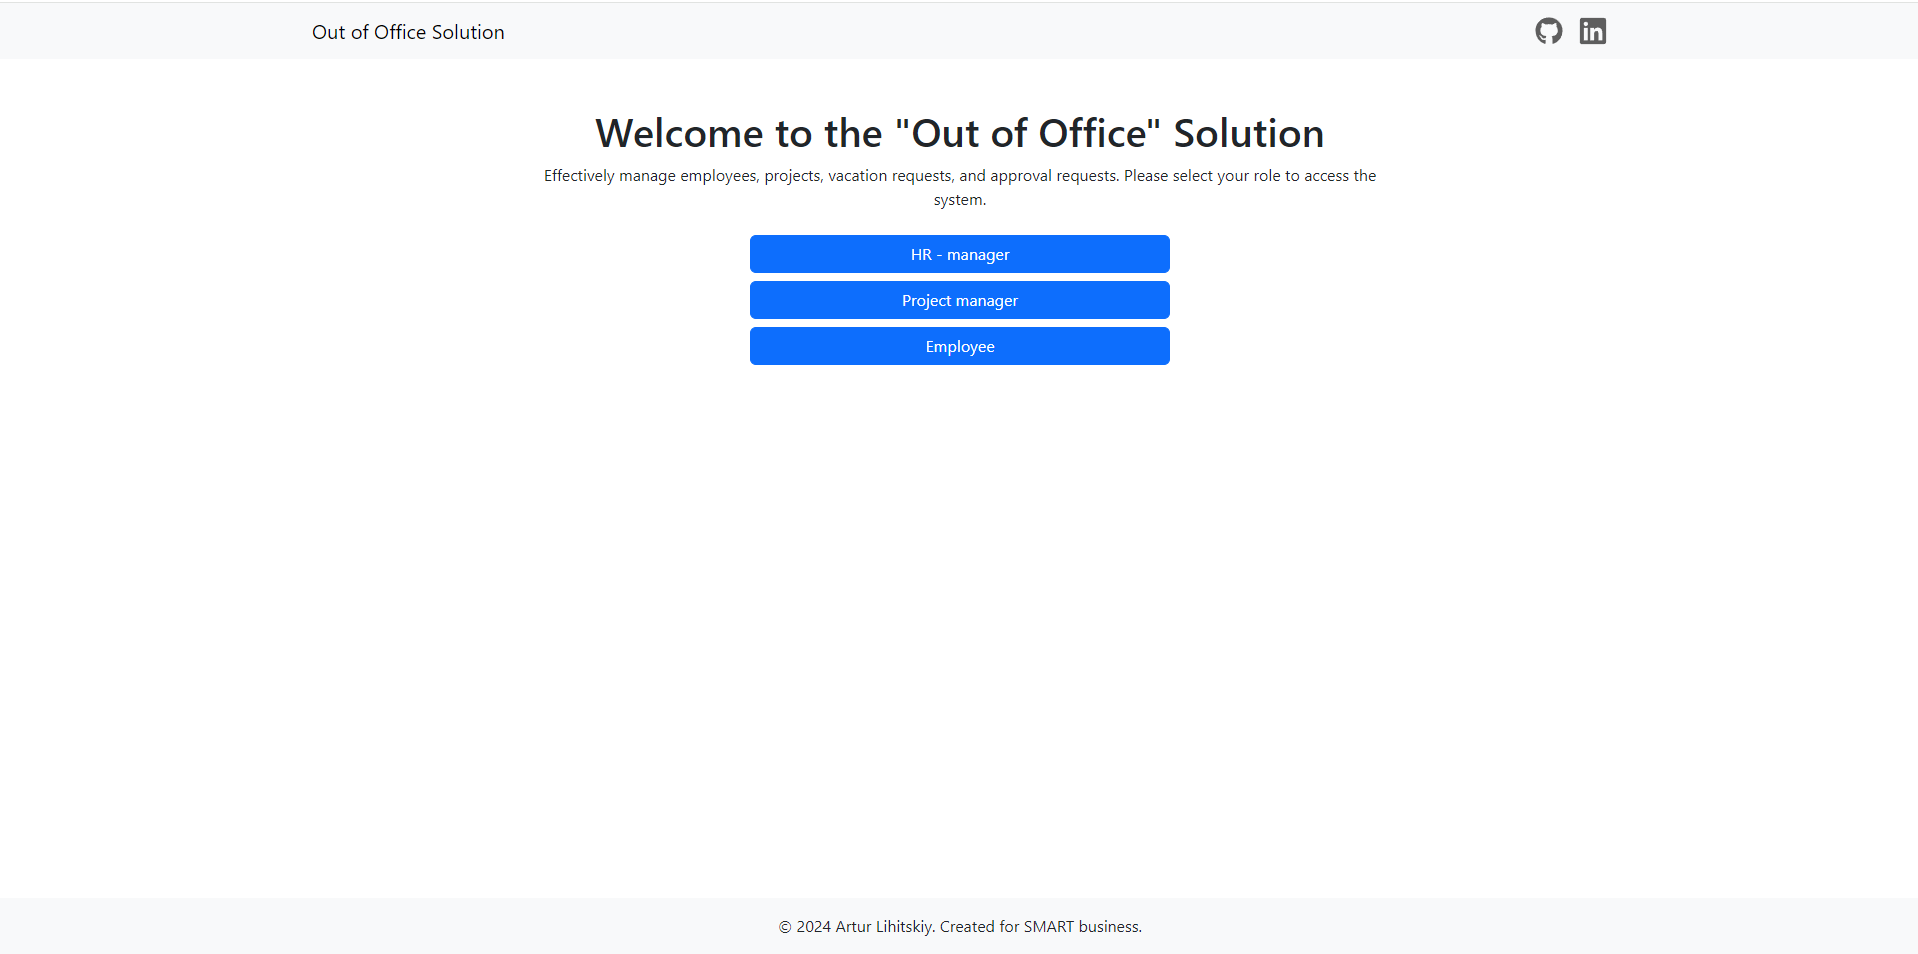 Out of Office Solution
in
Welcome to the "Out of Office" Solution
Effectively manage employees, projects, vacation requests, and approval requests. Please select your role to access the
system.
HR - manager
Project manager
Employee
© 2024 Artur Lihitskiy. Created for SMART business.